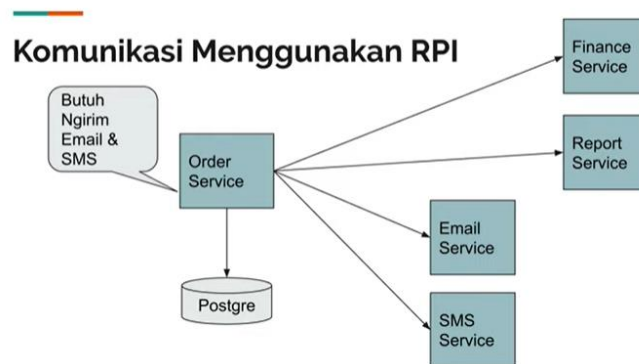 Komunikasi Menggunakan RPI
Butuh
Ngirim
Email &
SMS
Order
Service
Postgre
Finance
Service
Report
Service
Email
Service
SMS
Service